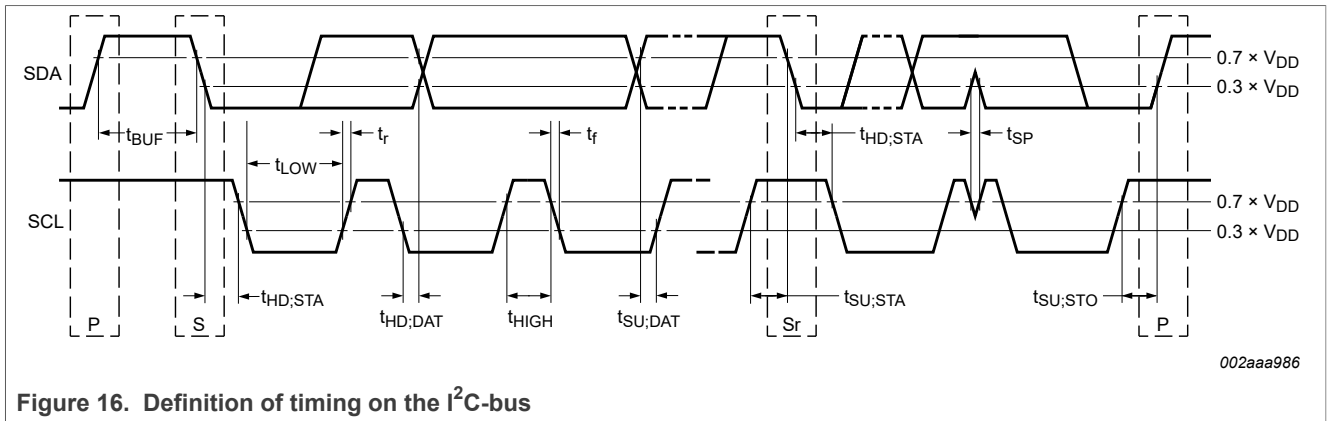 SDA
0.7 × VDD
0.3 × VDD
tBUF
tr
tf
tHD;STA
tSP
tLOW
SCL
0.7 × VDD
0.3 × VDD
tHD;STA
tHD;DAT
tHIGH
tSU;DAT
tSU;STA
tSU;STO
P
S
Sr
P
002aaa986
Figure 16. Definition of timing on the I²C-bus